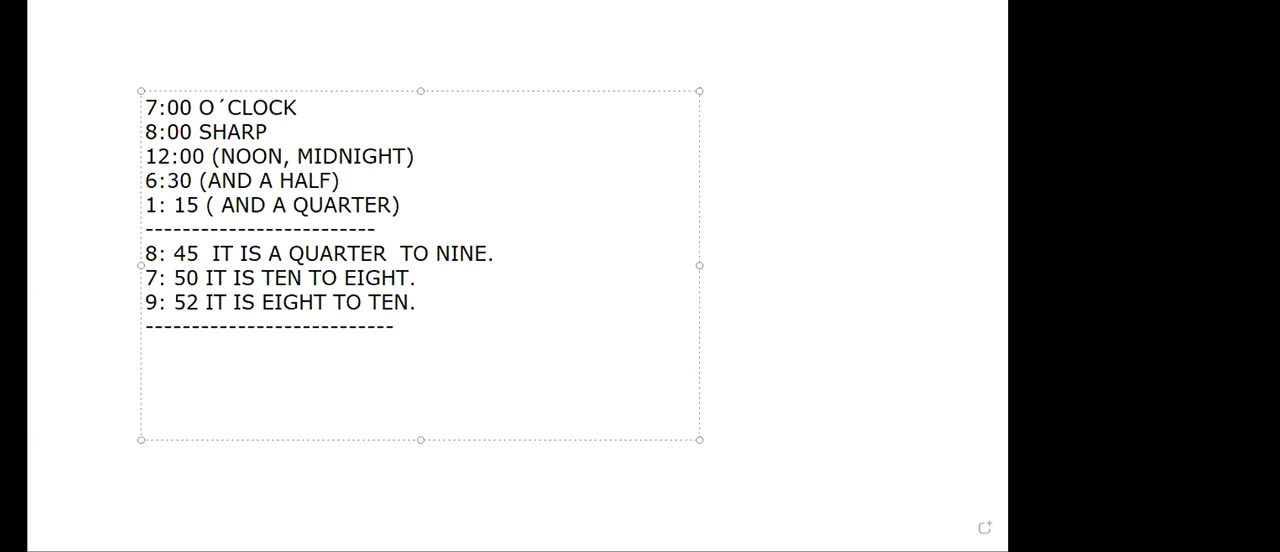 7:00 O´CLOCK
8:00 SHARP
12:00 (NOON, MIDNIGHT)
6:30 (AND A HALF)
1: 15 ( AND A QUARTER)
-------------------------
8: 45  IT IS A QUARTER  TO NINE.
7: 50 IT IS TEN TO EIGHT.
9: 52 IT IS EIGHT TO TEN.
---------------------------